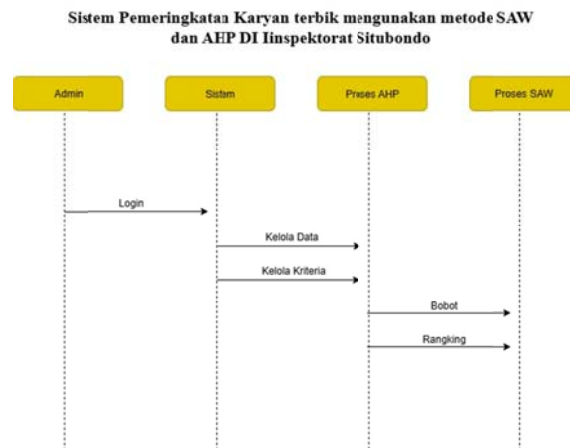 Sistem Pemeringkatan Karyan terbik mengunakan metode SAW
dan AHP DI Iinspektorat Situbondo
Admin
Sistem
Proses AHP
Proses SAW
Login
Kelola Data
Kelola Kriteria
Bobot
Rangking